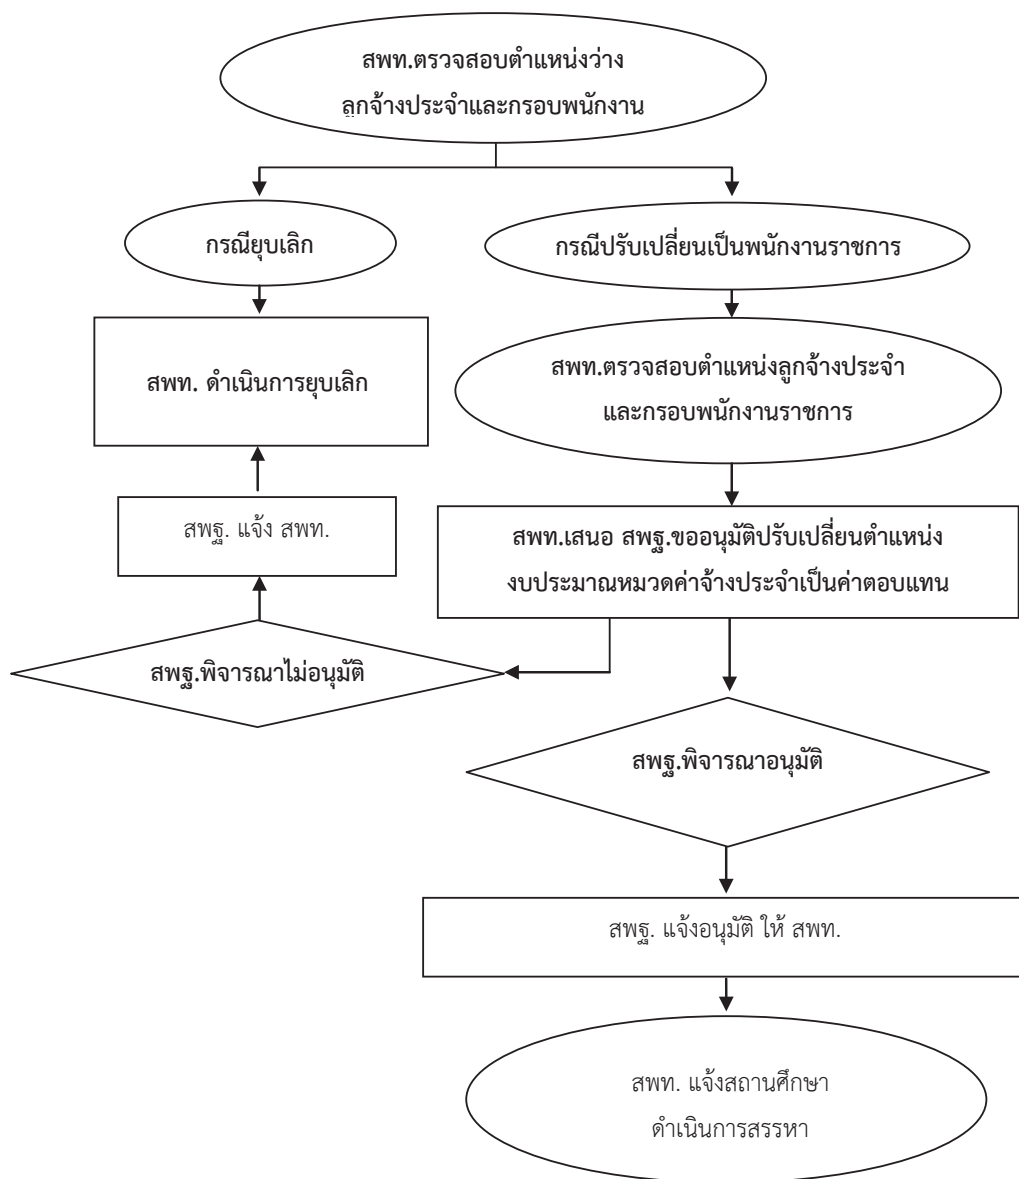 สพท.ตรวจสอบตำแหน่งว่าง
ลูกจ้างประจำและกรอบพนักงาน
กรณียุบเลิก
กรณีปรับเปลี่ยนเป็นพนักงานราชการ
สพท. ดำเนินการยุบเลิก
สพท.ตรวจสอบตำแหน่งลูกจ้างประจำ
และกรอบพนักงานราชการ
สพฐ. แจ้ง สพท.
สพท.เสนอ สพฐ.ขออนุมัติปรับเปลี่ยนตำแหน่ง
งบประมาณหมวดค่าจ้างประจำเป็นค่าตอบแทน
สพฐ.พิจารณาไม่อนุมัติ
สพฐ.พิจารณาอนุมัติ
สพฐ. แจ้งอนุมัติ ให้ สพท.
สพท. แจ้งสถานศึกษา
ดำเนินการสรรหา